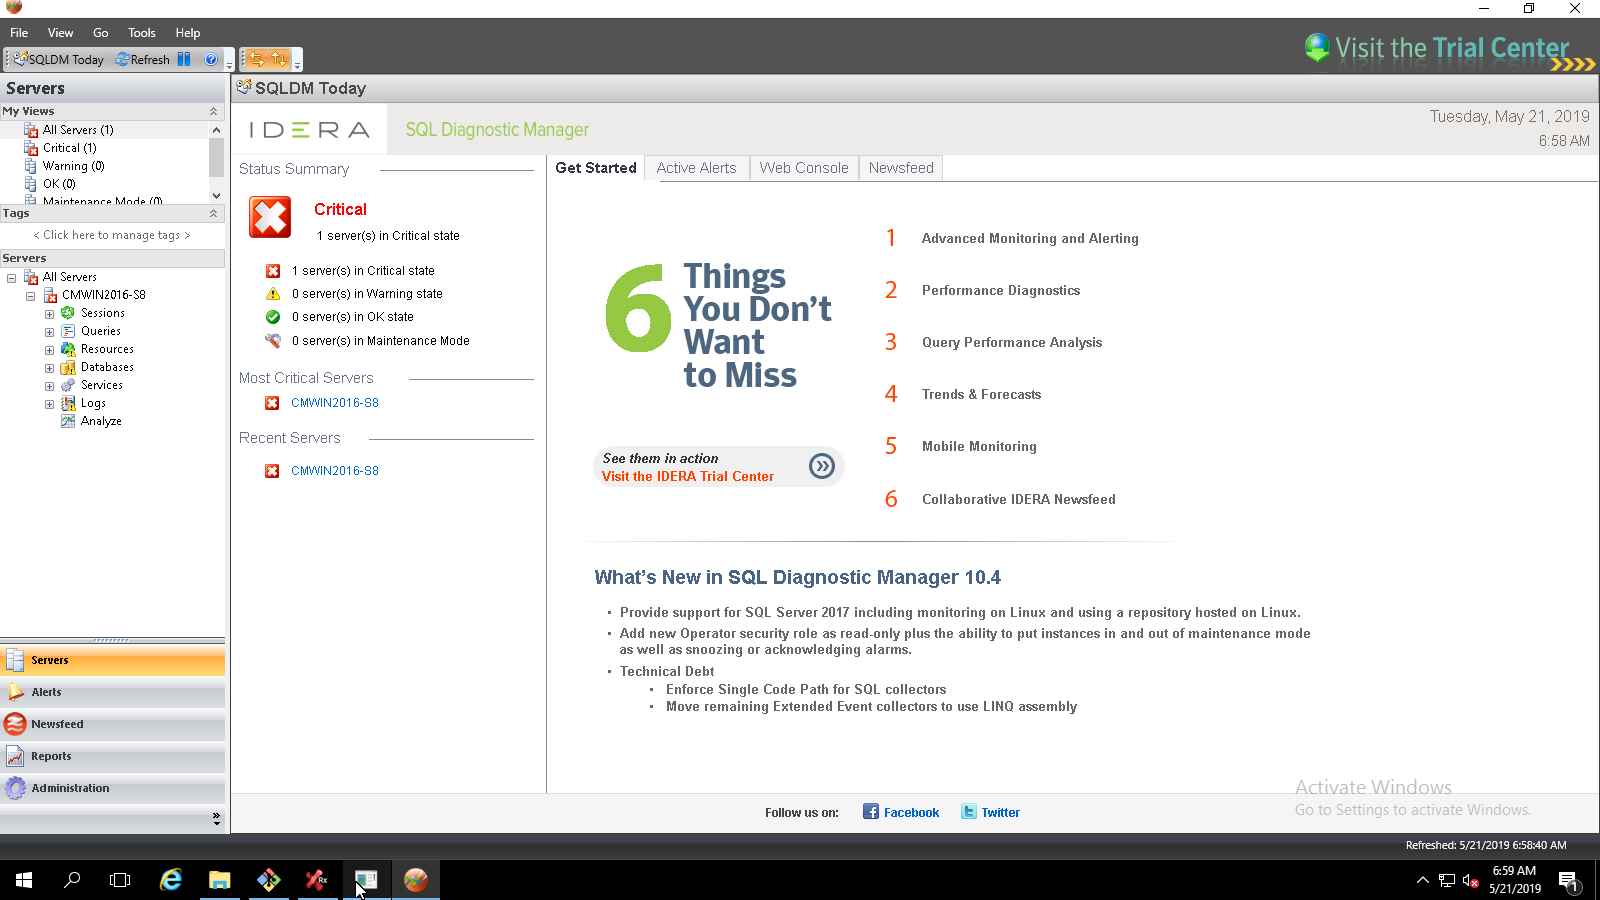 File View Go Tools Help
SQLDM Today Refresh
Visit the Trial Center
Servers
My Views
All Servers (1)
Critical (1)
Warning (0)
OK (0)
Maintenance Mode (0)
Tags
< Click here to manage tags >
Servers
All Servers
CMWIN2016-S8
Sessions
Queries
Resources
Databases
Services
Logs
Analyze
Servers
Alerts
Newsfeed
Reports
Administration
SQLDM Today
IDERA SQL Diagnostic Manager
Tuesday, May 21, 2019
6:58 AM
Status Summary
Critical
1 server(s) in Critical state
1 server(s) in Critical state
0 server(s) in Warning state
0 server(s) in OK state
0 server(s) in Maintenance Mode
Most Critical Servers
CMWIN2016-S8
Recent Servers
CMWIN2016-S8
Get Started Active Alerts Web Console Newsfeed
6 Things
You Don't
Want
to Miss
See them in action
Visit the IDERA Trial Center
1 Advanced Monitoring and Alerting
2 Performance Diagnostics
3 Query Performance Analysis
4 Trends & Forecasts
5 Mobile Monitoring
6 Collaborative IDERA Newsfeed
What's New in SQL Diagnostic Manager 10.4
• Provide support for SQL Server 2017 including monitoring on Linux and using a repository hosted on Linux.
• Add new Operator security role as read-only plus the ability to put instances in and out of maintenance mode
as well as snoozing or acknowledging alarms.
• Technical Debt
• Enforce Single Code Path for SQL collectors
• Move remaining Extended Event collectors to use LINQ assembly
Activate Windows
Go to Settings to activate Windows.
Follow us on: Facebook Twitter
Refreshed: 5/21/2019 6:58:40 AM
6:59 AM
5/21/2019
1